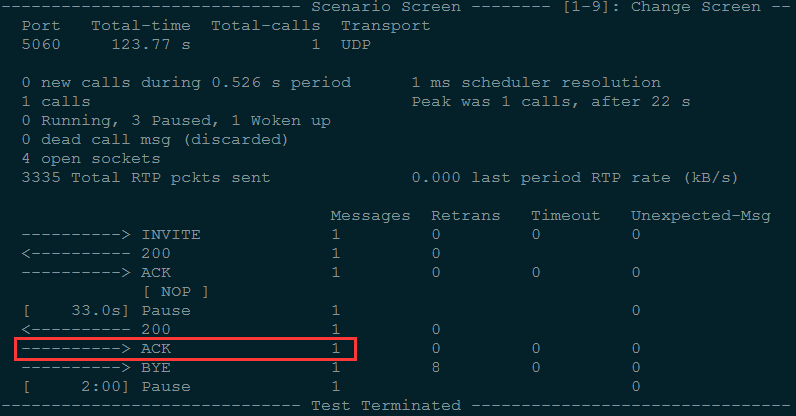 ------------------------------ Scenario Screen -------- [1-9]: Change Screen --
  Port   Total-time  Total-calls  Transport
  5060     123.77 s            1  UDP
  0 new calls during 0.526 s period      1 ms scheduler resolution
  1 calls                                Peak was 1 calls, after 22 s
  0 Running, 3 Paused, 1 Woken up
  0 dead call msg (discarded)
  4 open sockets
  3335 Total RTP pckts sent              0.000 last period RTP rate (kB/s)
                                 Messages  Retrans   Timeout   Unexpected-Msg
  ----------> INVITE             1         0         0         0
  <---------- 200                1         0
  ----------> ACK                1         0         0         0
              [ NOP ]
  [    33.0s] Pause              1                             0
  <---------- 200                1         0
  ----------> ACK                1         0         0         0
  ----------> BYE                1         8         0         0
  [     2:00] Pause              1                             0
------------------------------ Test Terminated --------------------------------